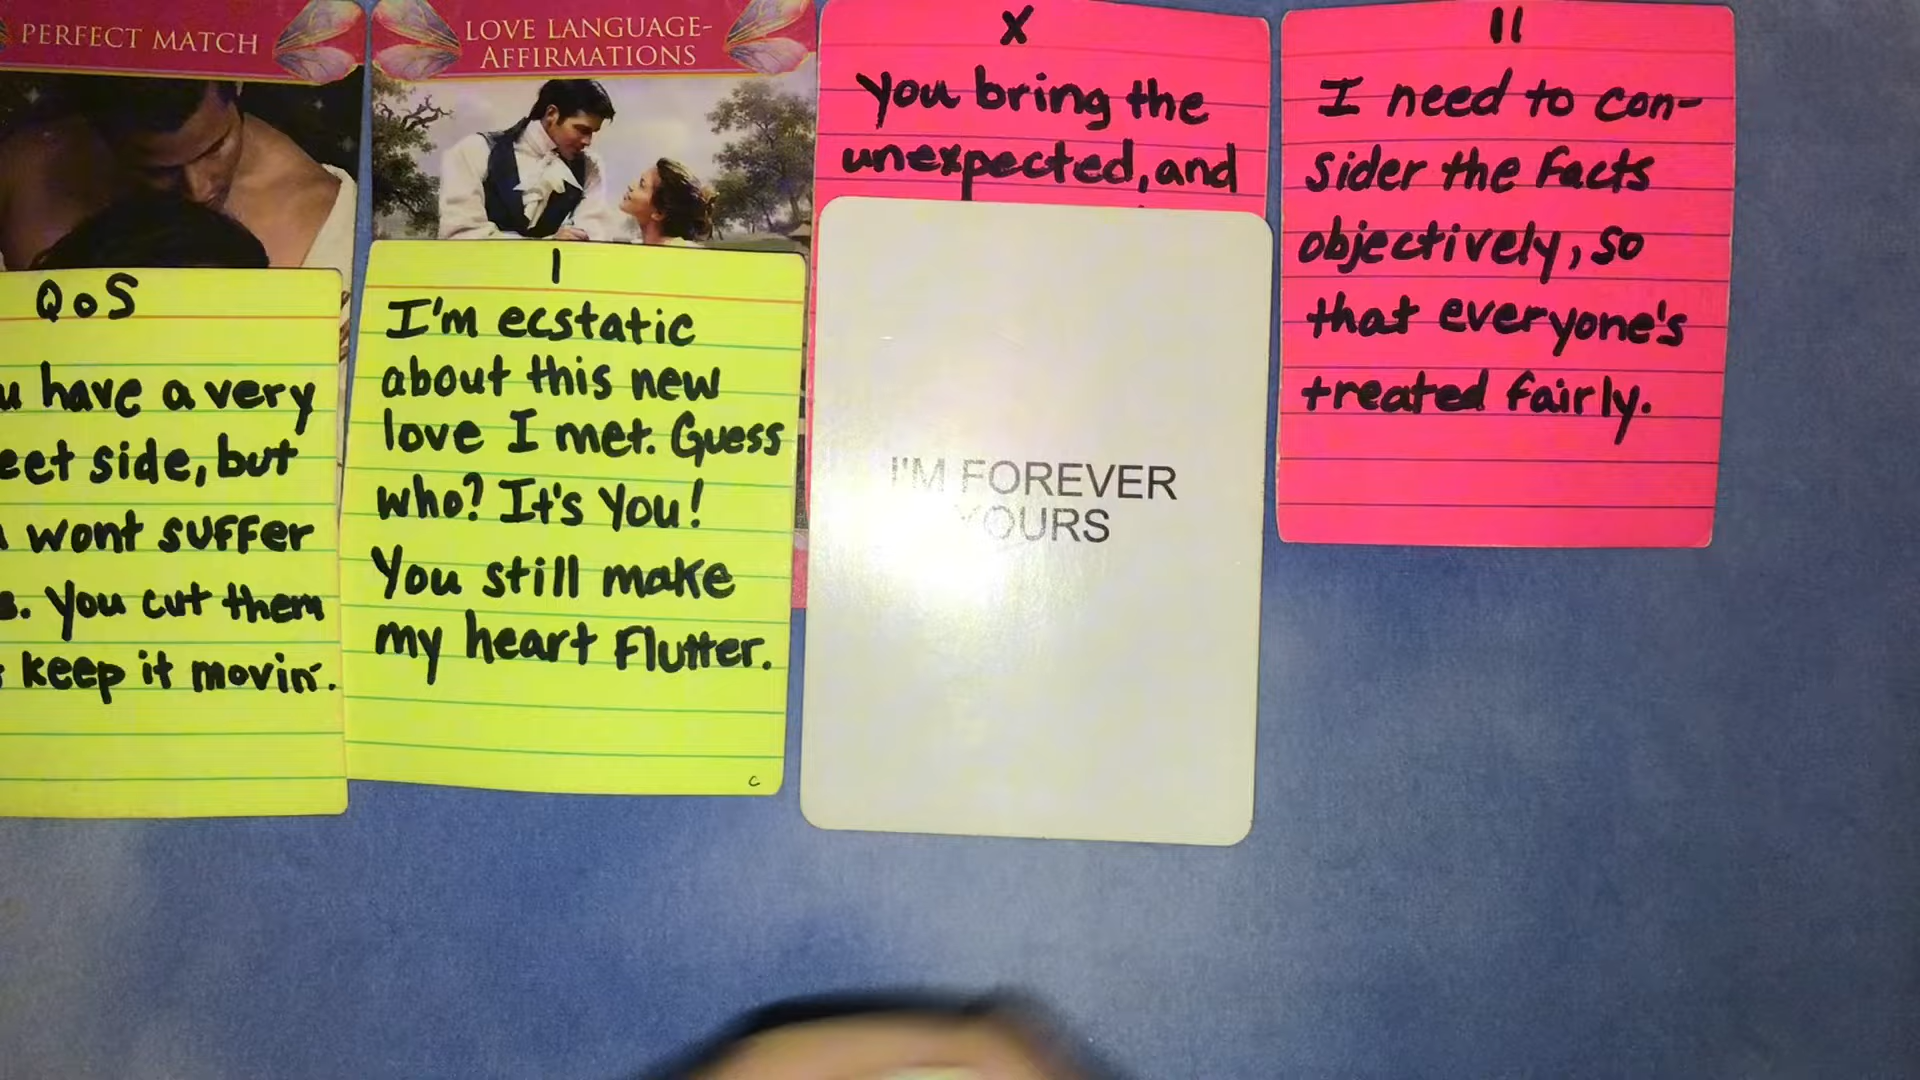 PERFECT MATCH
LOVE LANGUAGE-
AFFIRMATIONS
QoS
have a very
side, but
wont suffer
You cut them
keep it movin'.
I
I'm ecstatic
about this new
love I met. Guess
who? It's You!
You still make
my heart flutter.
c
X
You bring the
unexpected, and
I'M FOREVER
YOURS
11
I need to con-
sider the facts
objectively, so
that everyone's
treated fairly.